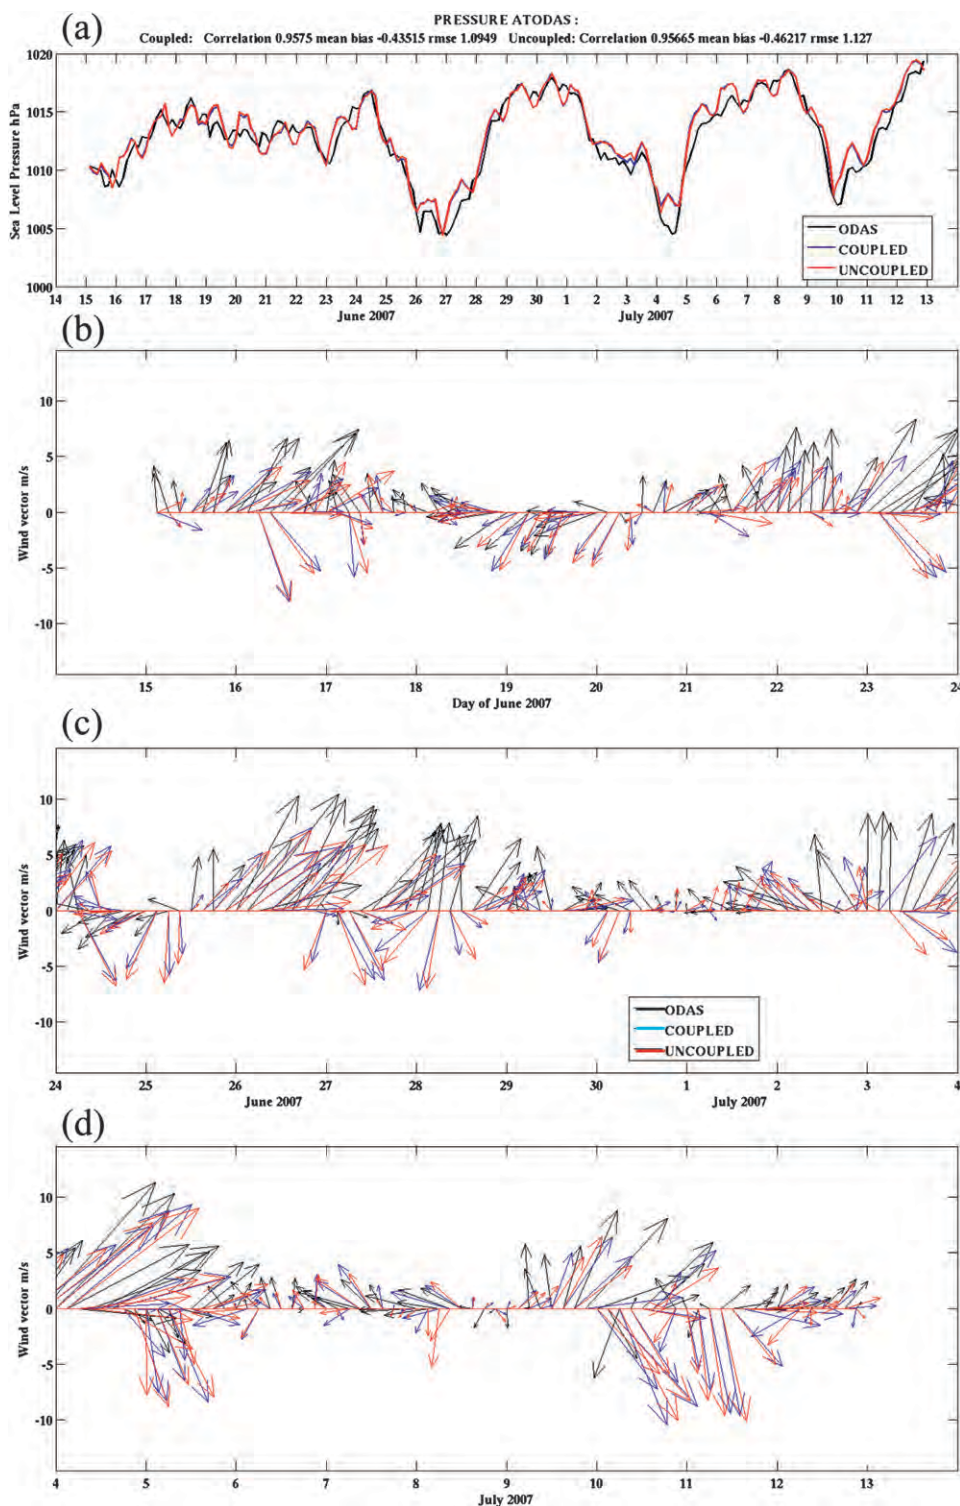 (a)
PRESSURE ATODAS :
Coupled: Correlation 0.9575 mean bias -0.43515 rmse 1.0949 Uncoupled: Correlation 0.95665 mean bias -0.46217 rmse 1.127
1020
1015
1010
1005
1000
Sea Level Pressure hPa
ODAS
COUPLED
UNCOUPLED
14 15 16 17 18 19 20 21 22 23 24 25 26 27 28 29 30 1 2 3 4 5 6 7 8 9 10 11 12 13
June 2007 July 2007
(b)
10
5
0
-5
-10
Wind vector m/s
15 16 17 18 19 20 21 22 23 24
Day of June 2007
(c)
10
5
0
-5
-10
Wind vector m/s
ODAS
COUPLED
UNCOUPLED
24 25 26 27 28 29 30 1 2 3 4
June 2007 July 2007
(d)
10
5
0
-5
-10
Wind vector m/s
4 5 6 7 8 9 10 11 12 13
July 2007